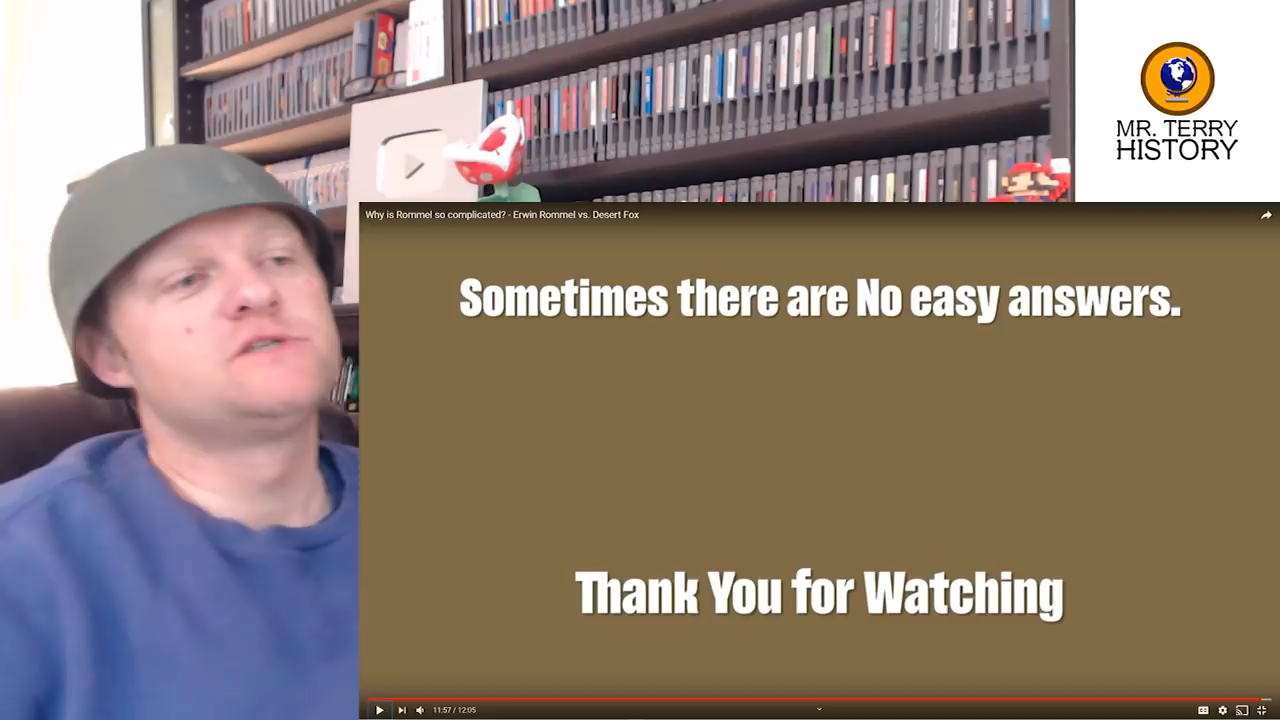 MR. TERRY
HISTORY
Why is Rommel so complicated? - Erwin Rommel vs. Desert Fox
Sometimes there are No easy answers.
Thank You for Watching
11:57 / 12:05